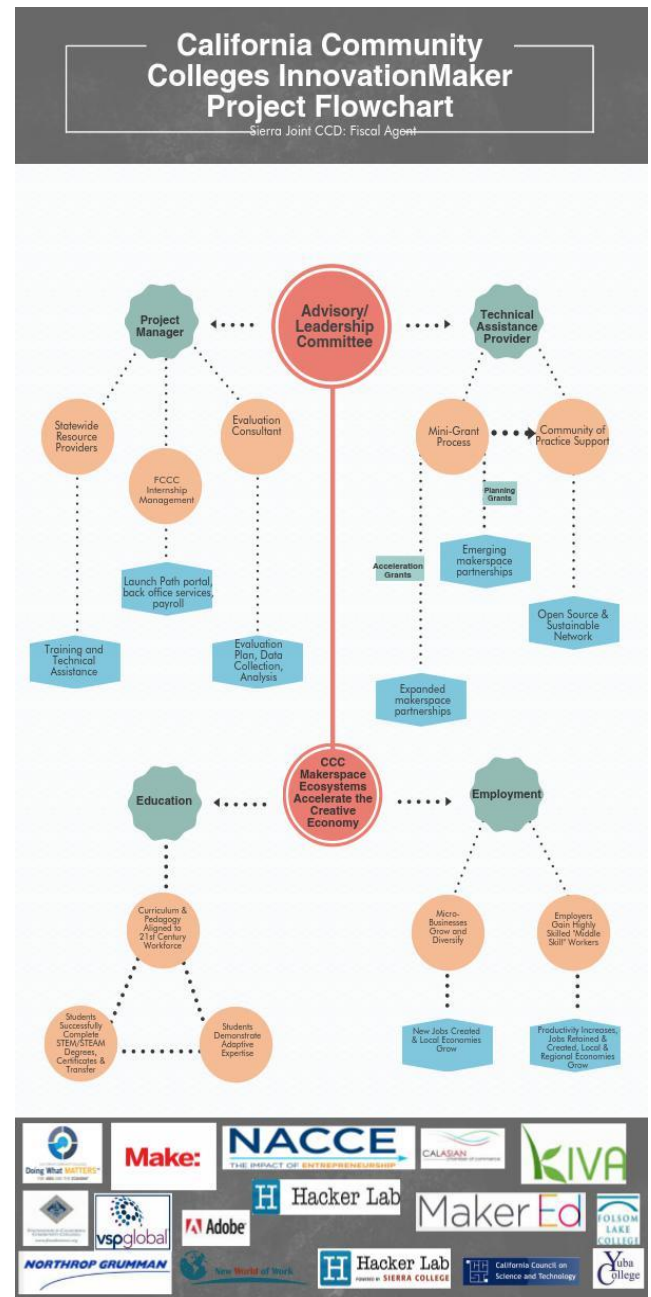 California Community
Colleges InnovationMaker
Project Flowchart
Sierra Joint CCD: Fiscal Agent
Advisory/
Leadership
Committee
Project
Manager
Technical
Assistance
Provider
Statewide
Resource
Providers
FCCC
Internship
Management
Evaluation
Consultant
Mini-Grant
Process
Community of
Practice Support
Planning
Grants
Acceleration
Grants
Launch Path portal,
back office services,
payroll
Emerging
makerspace
partnerships
Training and
Technical
Assistance
Evaluation
Plan, Data
Collection,
Analysis
Open Source &
Sustainable
Network
Expanded
makerspace
partnerships
CCC
Makerspace
Ecosystems
Accelerate the
Creative
Economy
Education
Employment
Curriculum &
Pedagogy
Aligned to
21st Century
Workforce
Students
Successfully
Complete
STEM/STEAM
Degrees,
Certificates &
Transfer
Students
Demonstrate
Adaptive
Expertise
Micro-
Businesses
Grow and
Diversify
Employers
Gain Highly
Skilled "Middle
Skill" Workers
New Jobs Created
& Local Economies
Grow
Productivity Increases,
Jobs Retained &
Created, Local &
Regional Economies
Grow
Doing What MATTERS
Make:
NACCE
THE IMPACT OF ENTREPRENEURSHIP
CALASIAN
KIVA
vspglobal
Adobe
Hacker Lab
Maker Ed
FOLSOM
LAKE
COLLEGE
NORTHROP GRUMMAN
New World of Work
Hacker Lab
POWERED BY SIERRA COLLEGE
California Council on
Science and Technology
Yuba
College